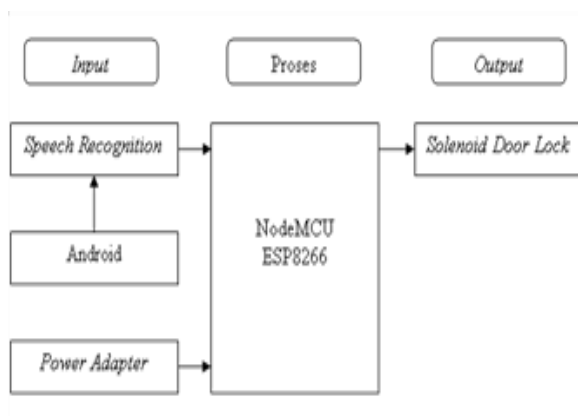 Input
Proses
Output
Speech Recognition
Solenoid Door Lock
NodeMCU
ESP8266
Android
Power Adapter